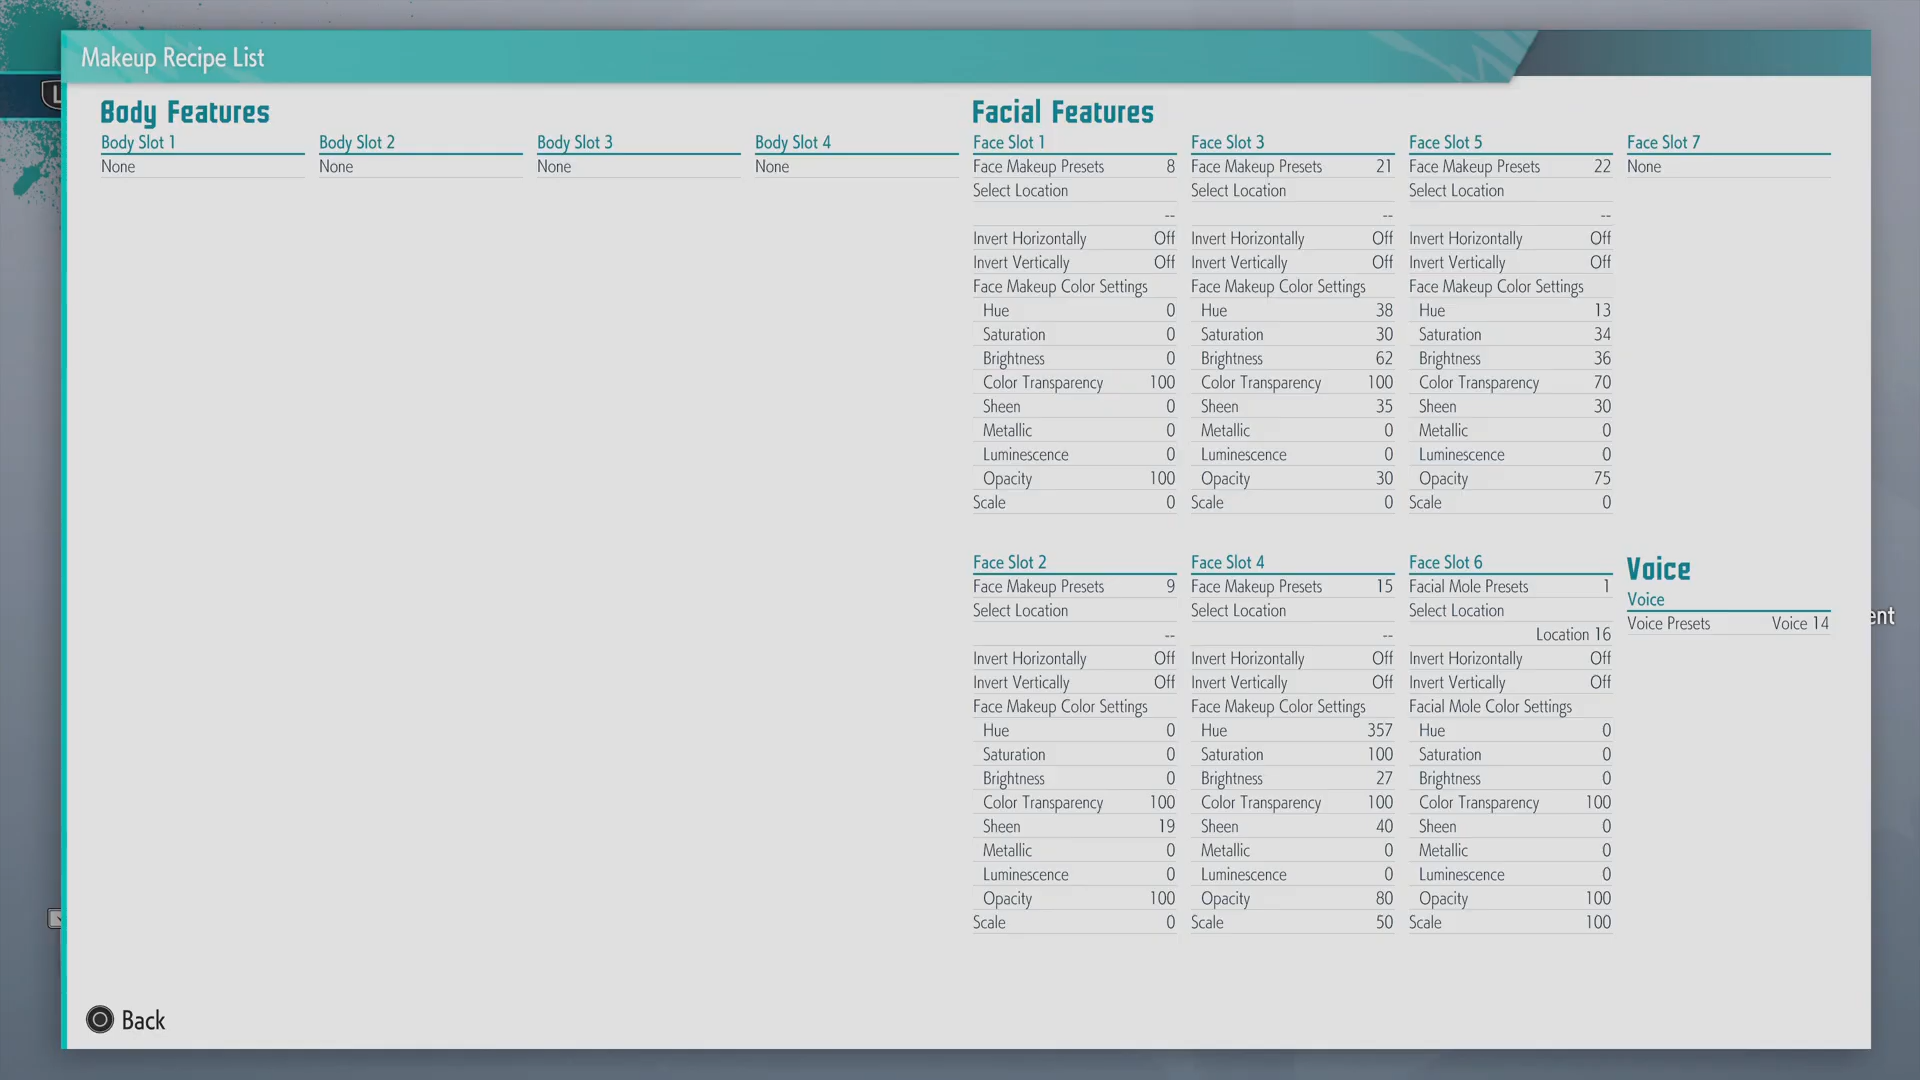 Makeup Recipe List
Body Features
Body Slot 1
None
Body Slot 2
None
Body Slot 3
None
Body Slot 4
None
Facial Features
Face Slot 1
Face Makeup Presets 8
Select Location
--
Invert Horizontally Off
Invert Vertically Off
Face Makeup Color Settings
Hue 0
Saturation 0
Brightness 0
Color Transparency 100
Sheen 0
Metallic 0
Luminescence 0
Opacity 100
Scale 0
Face Slot 2
Face Makeup Presets 9
Select Location
--
Invert Horizontally Off
Invert Vertically Off
Face Makeup Color Settings
Hue 0
Saturation 0
Brightness 0
Color Transparency 100
Sheen 19
Metallic 0
Luminescence 0
Opacity 100
Scale 0
Face Slot 3
Face Makeup Presets 21
Select Location
--
Invert Horizontally Off
Invert Vertically Off
Face Makeup Color Settings
Hue 38
Saturation 30
Brightness 62
Color Transparency 100
Sheen 35
Metallic 0
Luminescence 0
Opacity 30
Scale 0
Face Slot 4
Face Makeup Presets 15
Select Location
--
Invert Horizontally Off
Invert Vertically Off
Face Makeup Color Settings
Hue 357
Saturation 100
Brightness 27
Color Transparency 100
Sheen 40
Metallic 0
Luminescence 0
Opacity 80
Scale 50
Face Slot 5
Face Makeup Presets 22
Select Location
--
Invert Horizontally Off
Invert Vertically Off
Face Makeup Color Settings
Hue 13
Saturation 34
Brightness 36
Color Transparency 70
Sheen 30
Metallic 0
Luminescence 0
Opacity 75
Scale 0
Face Slot 6
Facial Mole Presets 1
Select Location
Location 16
Invert Horizontally Off
Invert Vertically Off
Facial Mole Color Settings
Hue 0
Saturation 0
Brightness 0
Color Transparency 100
Sheen 0
Metallic 0
Luminescence 0
Opacity 100
Scale 100
Face Slot 7
None
Voice
Voice
Voice Presets Voice 14
ent
Back